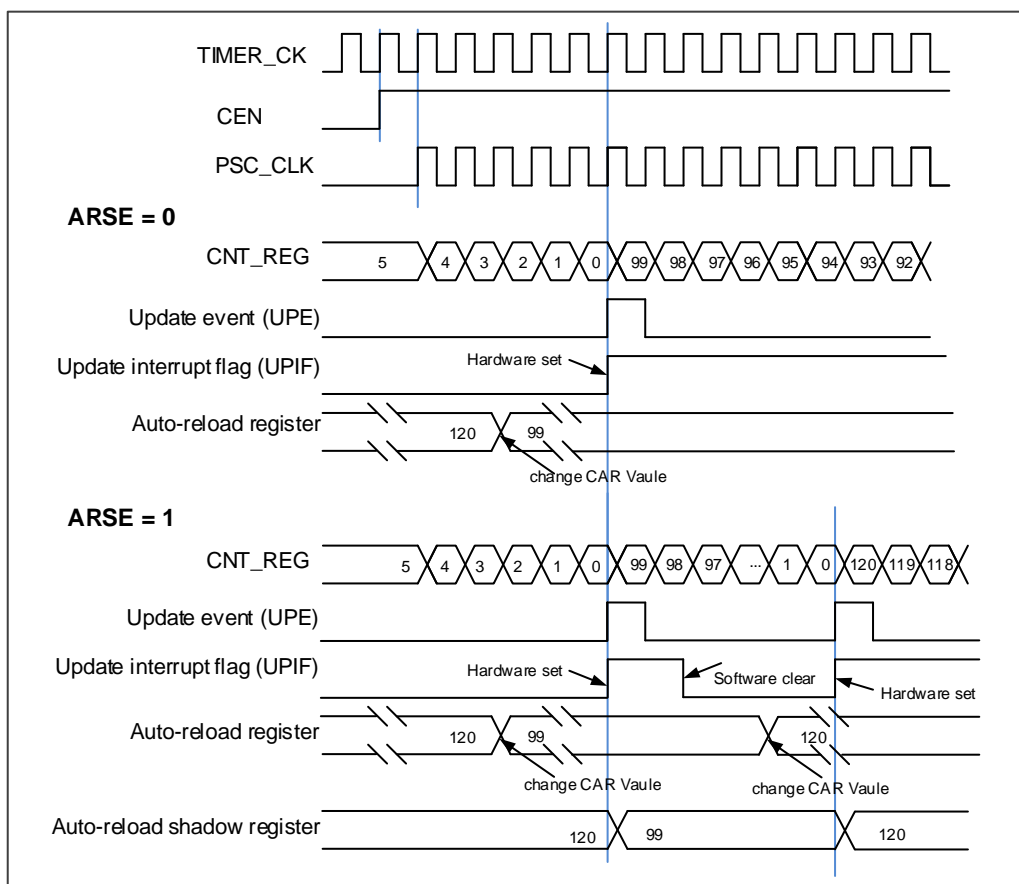 TIMER_CK
CEN
PSC_CLK
ARSE = 0
CNT_REG 5 4 3 2 1 0 99 98 97 96 95 94 93 92
Update event (UPE)
Hardware set
Update interrupt flag (UPIF)
Auto-reload register
120 99
change CAR Vaule
ARSE = 1
CNT_REG 5 4 3 2 1 0 99 98 97 ... 1 0 120 119 118
Update event (UPE)
Update interrupt flag (UPIF) Hardware set Software clear
Hardware set
Auto-reload register 120 99 120
change CAR Vaule change CAR Vaule
Auto-reload shadow register 120 99 120